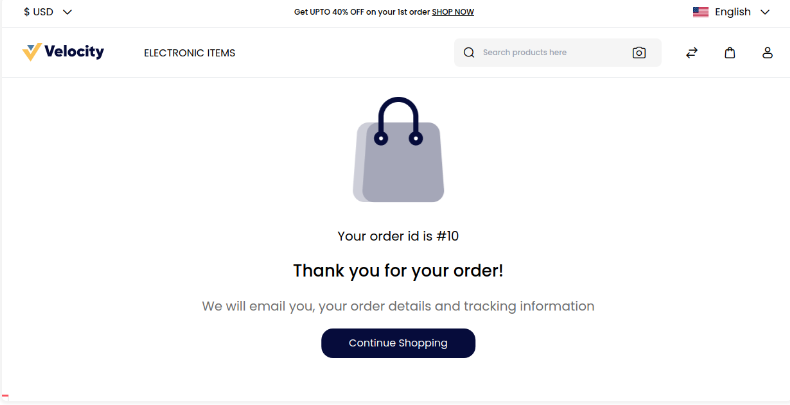 $ USD
Get UPTO 40% OFF on your 1st order SHOP NOW
English
Velocity
ELECTRONIC ITEMS
Search products here
Your order id is #10
Thank you for your order!
We will email you, your order details and tracking information
Continue Shopping